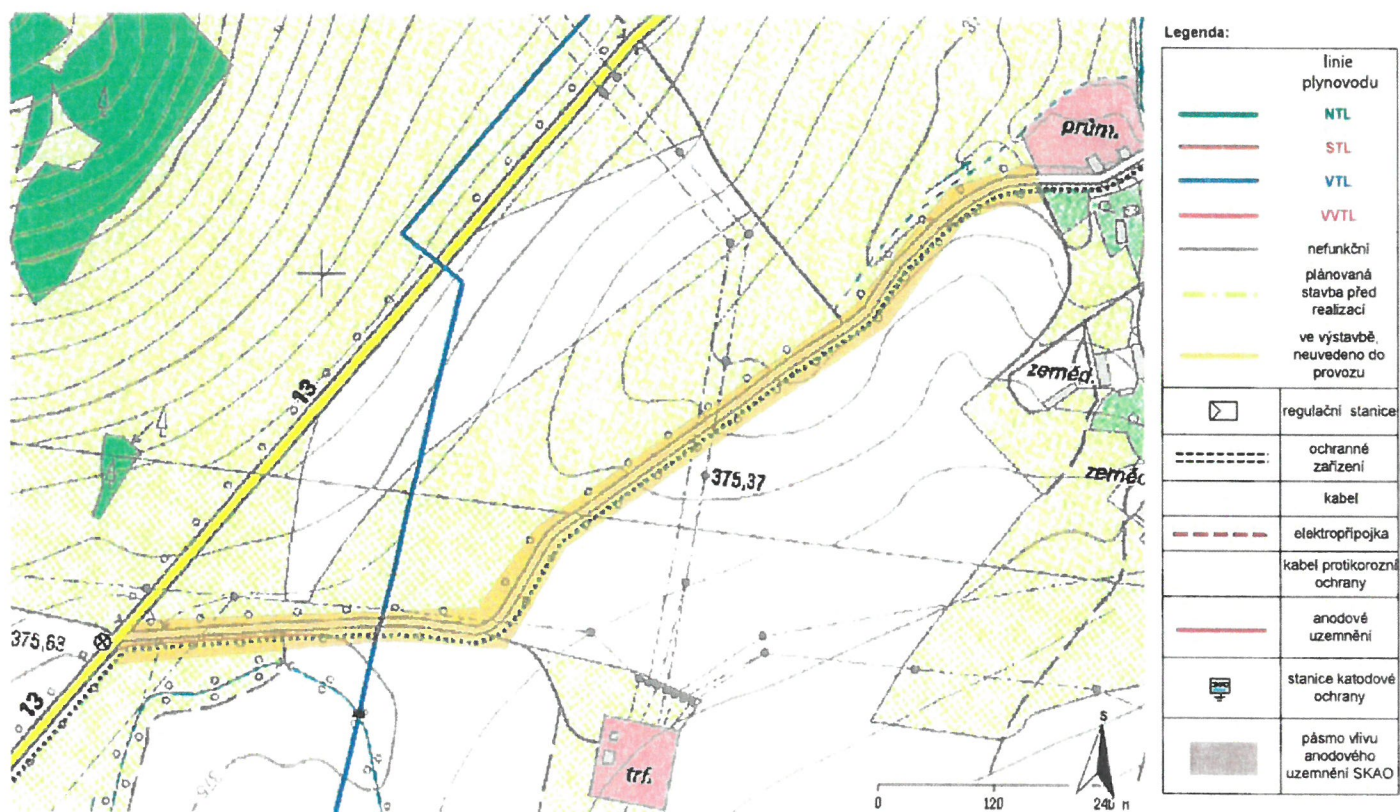 Legenda:
linie
plynovodu
NTL
STL
VTL
VVTL
nefunkční
plánovaná
stavba před
realizací
ve výstavbě,
neuvedeno do
provozu
regulační stanice
ochranné
zařízení
kabel
elektropřípojka
kabel protikorozní
ochrany
anodové
uzemnění
stanice katodové
ochrany
pásmo vlivu
anodového
uzemnění SKAO
prům.
13
zeměd.
375,37
zeměd
375,63
13
trf.
S
0 120 240 m